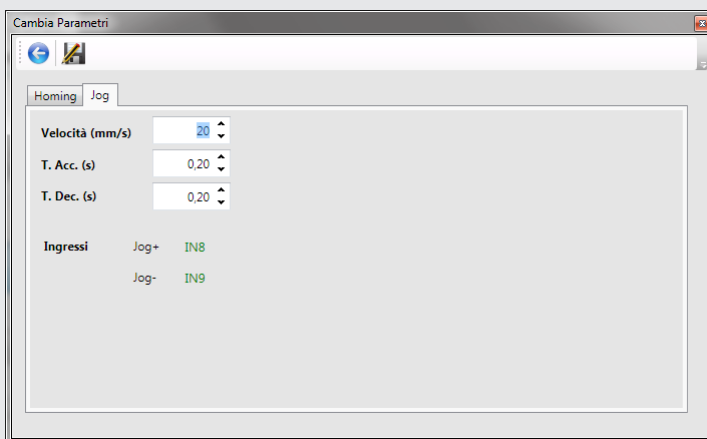 Cambia Parametri
Homing Jog
Velocità (mm/s) 20
T. Acc. (s) 0,20
T. Dec. (s) 0,20
Ingressi Jog+ IN8
Jog- IN9